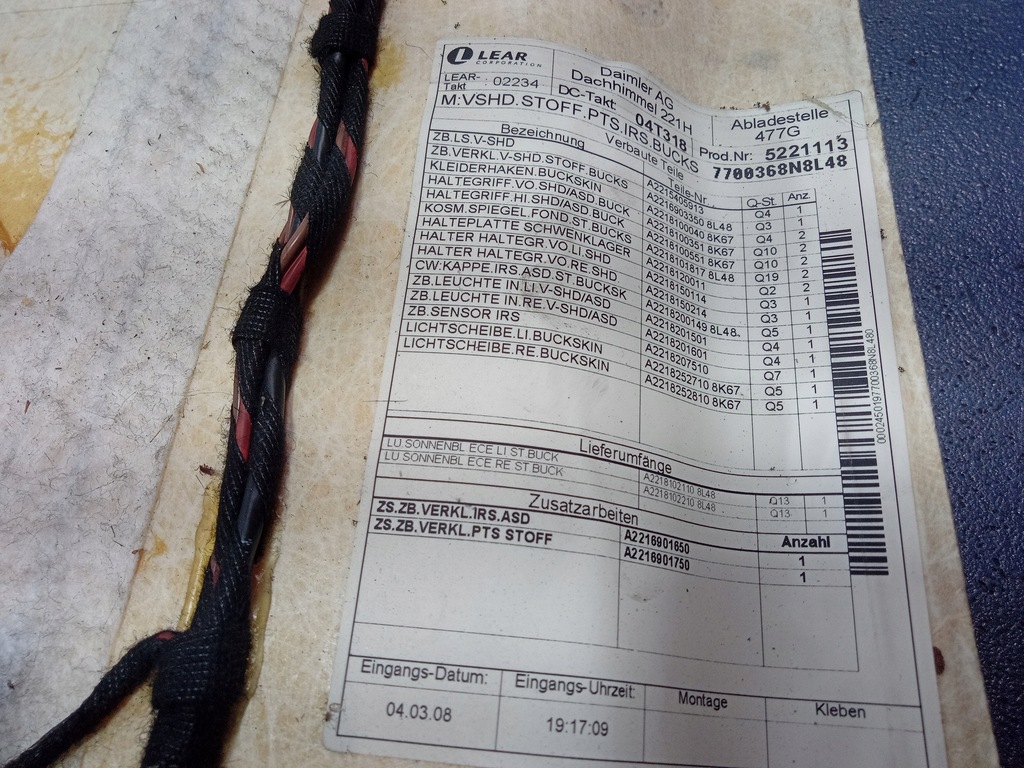 LEAR
CORPORATION
LEAR-Takt : 02234
Daimler AG
Dachhimmel 221H
DC-Takt 04T318
Abladestelle
477G
M:VSHD.STOFF.PTS.IRS.BUCKS
Prod.Nr: 5221113
7700368N8L48
Verbaute Teile
Bezeichnung Teile-Nr. Q-St. Anz.
ZB.LS.V-SHD A2218405913 Q4 1
ZB.VERKL.V-SHD.STOFF.BUCKS A2216903350 8L48 Q3 1
KLEIDERHAKEN.BUCKSKIN A2218100040 8K67 Q4 2
HALTEGRIFF.VO.SHD/ASD.BUCK A2218100351 8K67 Q10 2
HALTEGRIFF.HI.SHD/ASD BUCK A2218100551 8K67 Q10 2
KOSM.SPIEGEL.FOND.ST.BUCKS A2218101817 8L48 Q19 2
HALTEPLATTE SCHWENKLAGER A2218120011 Q2 2
HALTER HALTEGR.VO.LI.SHD A2218150114 Q3 1
HALTER HALTEGR.VO.RE.SHD A2218150214 Q3 1
CW:KAPPE.IRS.ASD.ST.BUCKSK A2218200149 8L48 Q5 1
ZB.LEUCHTE IN.LI.V-SHD/ASD A2218201501 Q4 1
ZB.LEUCHTE IN.RE.V-SHD/ASD A2218201601 Q4 1
ZB.SENSOR IRS A2218207510 Q7 1
LICHTSCHEIBE.LI.BUCKSKIN A2218252710 8K67 Q5 1
LICHTSCHEIBE.RE.BUCKSKIN A2218252810 8K67 Q5 1
Lieferumfänge
LU SONNENBL ECE LI ST.BUCK A2218102110 8L48 Q13 1
LU SONNENBL ECE RE ST.BUCK A2218102210 8L48 Q13 1
Zusatzarbeiten Anzahl
ZS.ZB.VERKL.IRS.ASD A2216901650 1
ZS.ZB.VERKL.PTS STOFF A2216901750 1
Eingangs-Datum: Eingangs-Uhrzeit: Montage Kleben
04.03.08 19:17:09